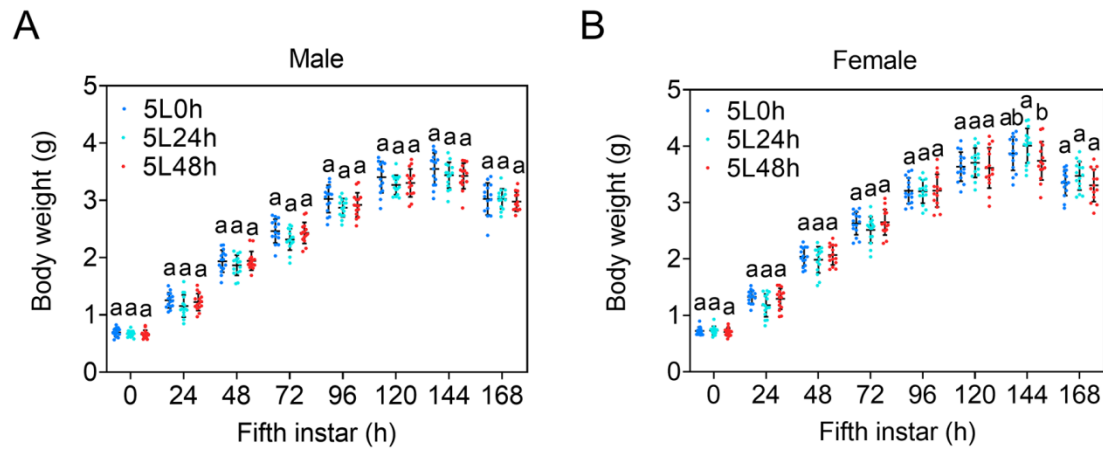 A
Male
Body weight (g)
5
4
3
2
1
0
5L0h
5L24h
5L48h
a a a
a a a
a a a
a a a
a a a
a a a
a a a
a a a
0 24 48 72 96 120 144 168
Fifth instar (h)
B
Female
Body weight (g)
5
4
3
2
1
0
5L0h
5L24h
5L48h
a a a
a a a
a a a
a a a
a a a
a a a
ab a b
a a a
0 24 48 72 96 120 144 168
Fifth instar (h)